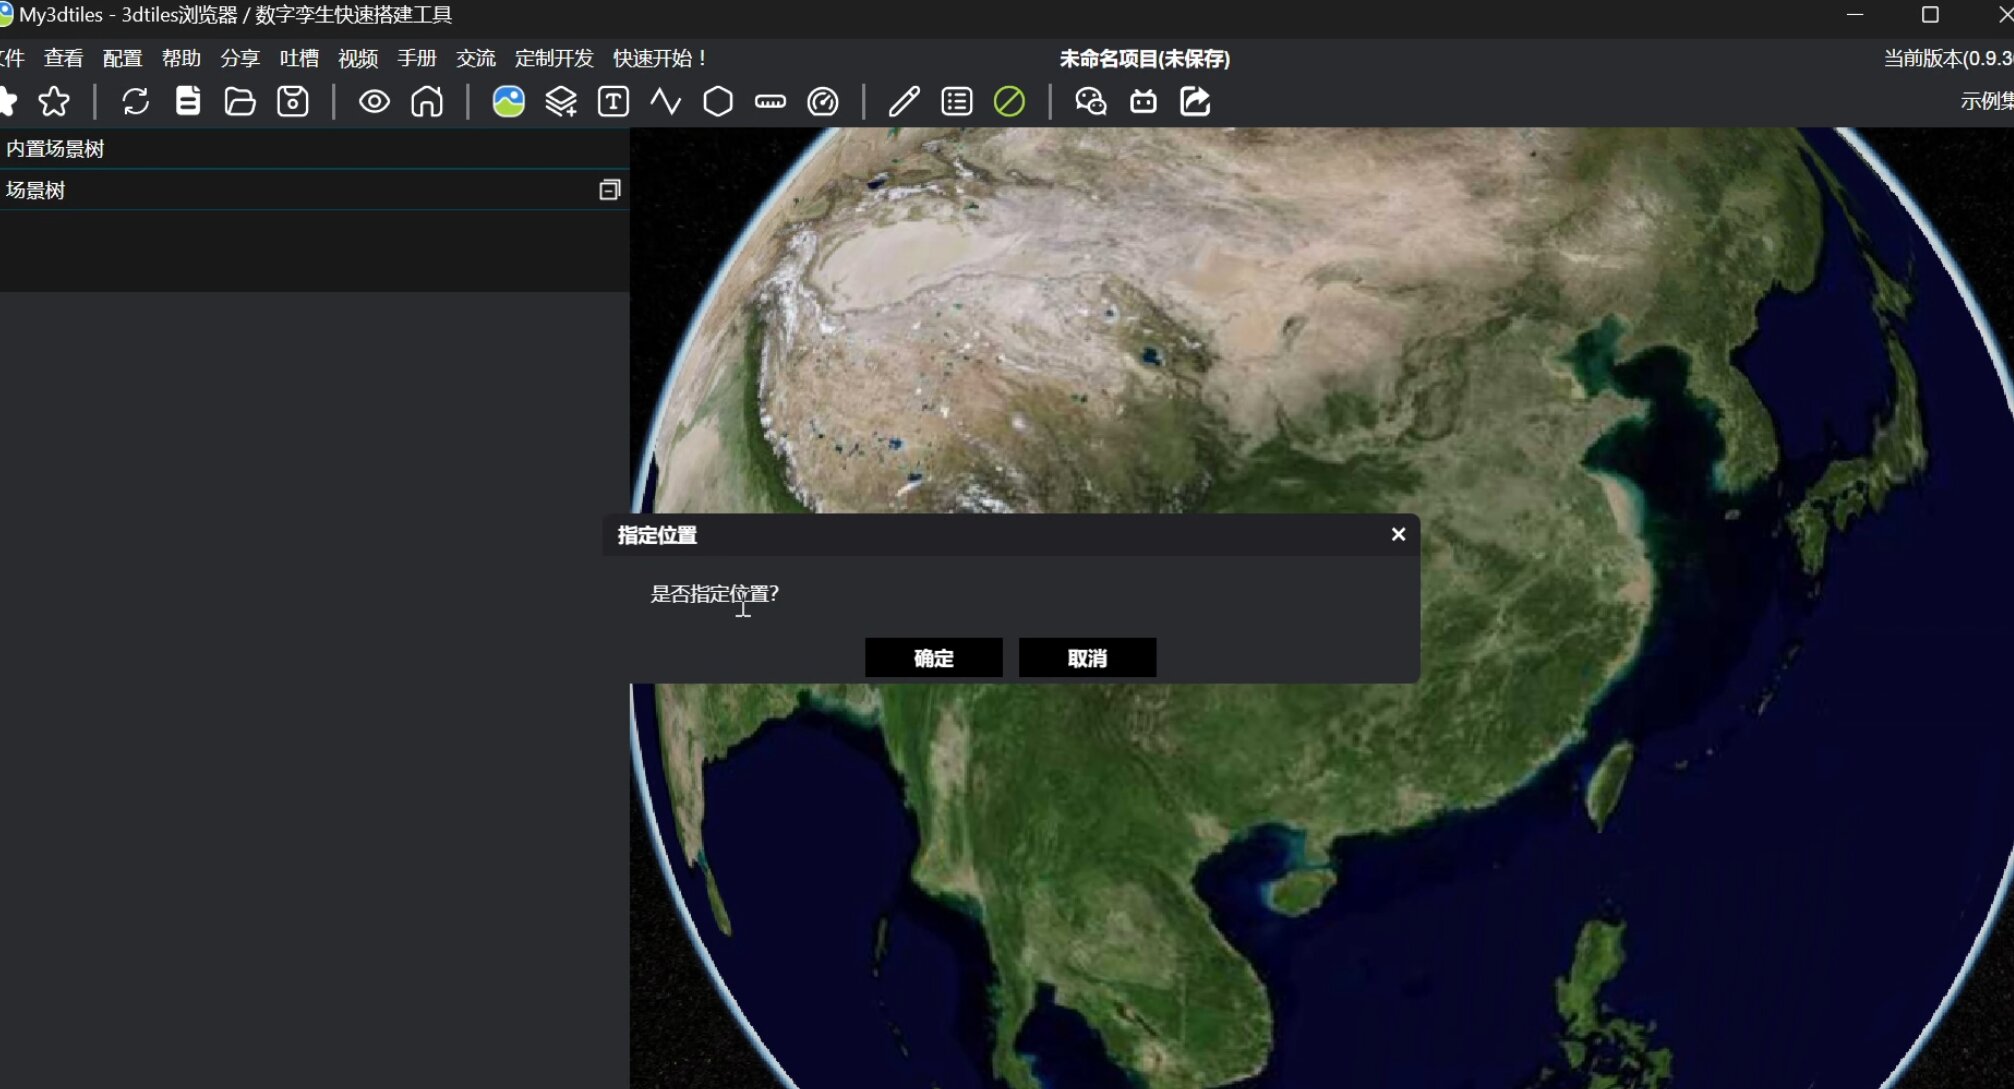 My3dtiles - 3dtiles浏览器 / 数字孪生快速搭建工具
件 查看 配置 帮助 分享 吐槽 视频 手册 交流 定制开发 快速开始！
未命名项目(未保存)
当前版本(0.9.3
示例集
内置场景树
场景树
指定位置
是否指定位置?
确定 取消